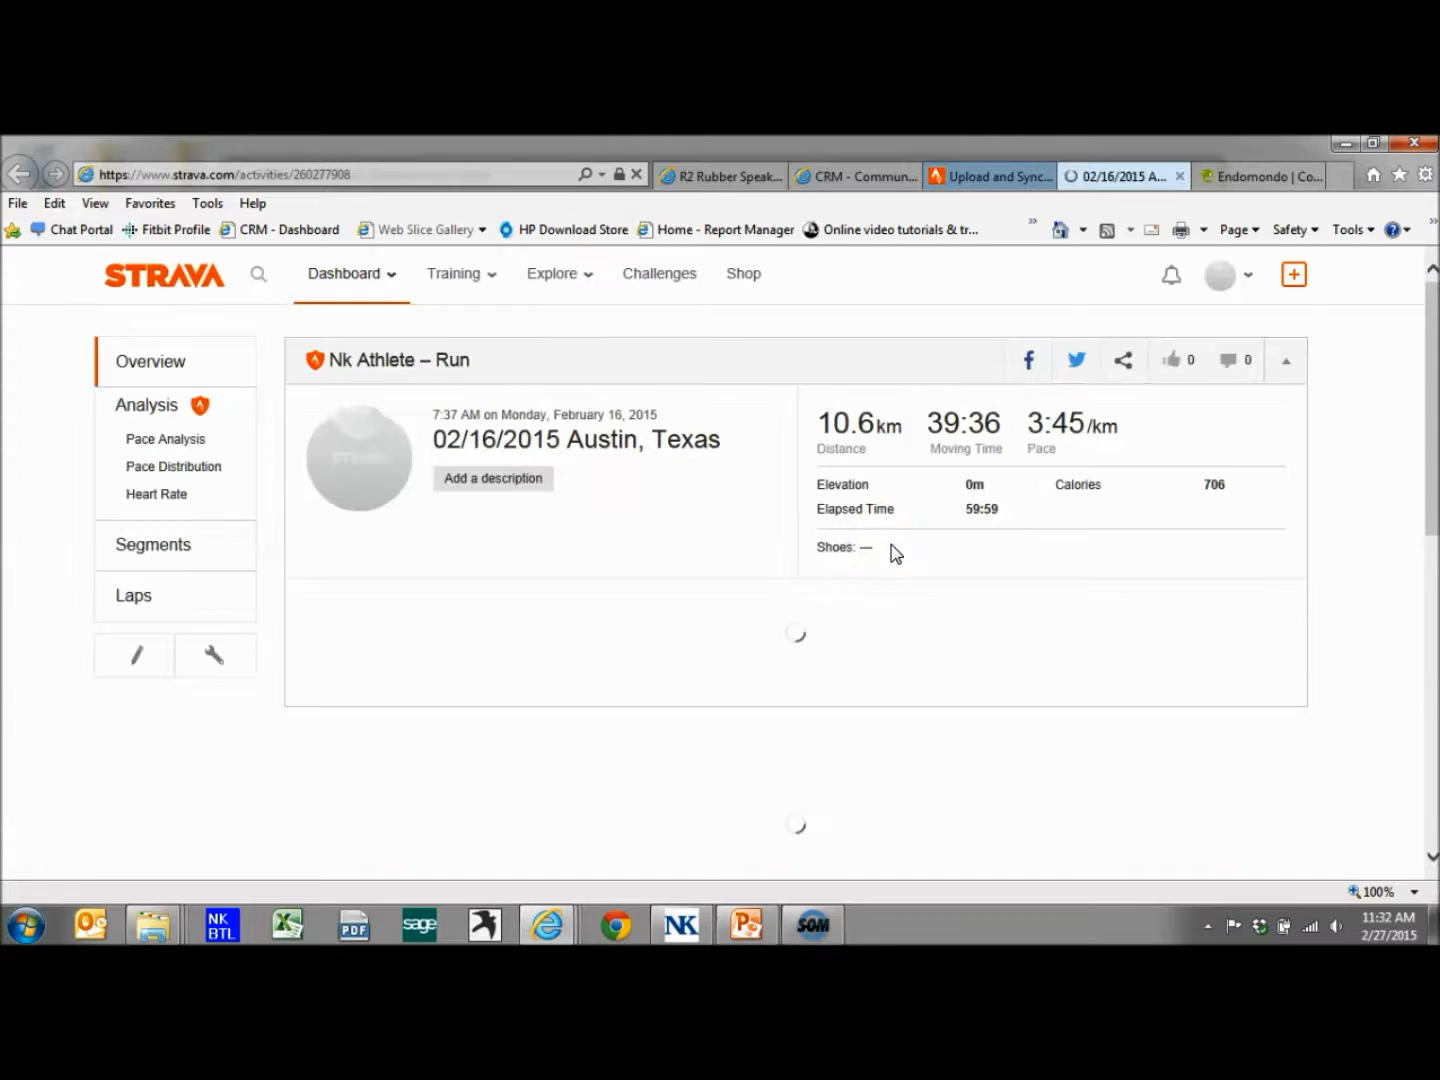 https://www.strava.com/activities/260277908
R2 Rubber Speak...
CRM - Commun...
Upload and Sync...
02/16/2015 A...
Endomondo | Co...
File Edit View Favorites Tools Help
Chat Portal Fitbit Profile CRM - Dashboard Web Slice Gallery HP Download Store Home - Report Manager Online video tutorials & tr... Page Safety Tools
STRAVA Dashboard Training Explore Challenges Shop
Overview
Analysis
Pace Analysis
Pace Distribution
Heart Rate
Segments
Laps
Nk Athlete – Run
0 0
7:37 AM on Monday, February 16, 2015
02/16/2015 Austin, Texas
Add a description
10.6km 39:36 3:45/km
Distance Moving Time Pace
Elevation 0m Calories 706
Elapsed Time 59:59
Shoes: —
100%
NK BTL
PDF
sage
NK
SOM
11:32 AM
2/27/2015